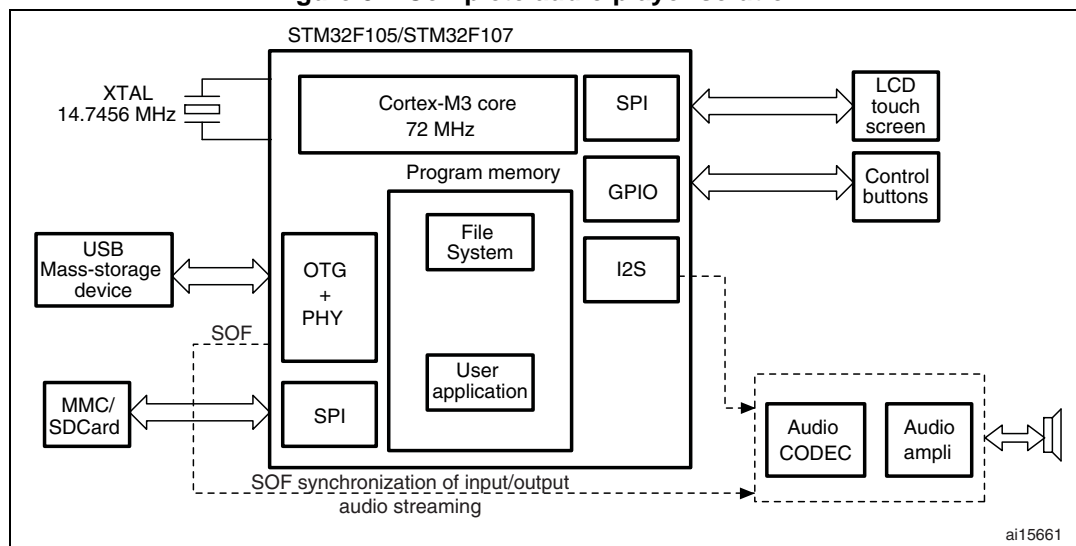 STM32F105/STM32F107
XTAL
14.7456 MHz
Cortex-M3 core
72 MHz
SPI
LCD
touch
screen
Program memory
GPIO
Control
buttons
File
System
USB
Mass-storage
device
OTG
+
PHY
I2S
SOF
User
application
MMC/
SDCard
SPI
Audio
CODEC
Audio
ampli
SOF synchronization of input/output
audio streaming
ai15661